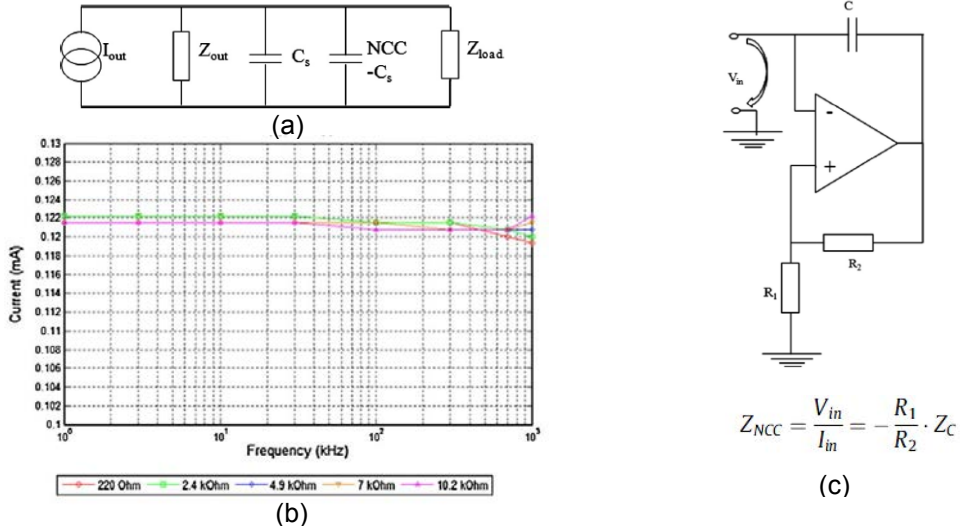 I_out
Z_out
C_s
NCC
-C_s
Z_load
(a)
0.13
0.128
0.126
0.124
0.122
0.12
0.118
0.116
0.114
0.112
0.11
0.108
0.106
0.104
0.102
0.1
Current (mA)
10^0 10^1 10^2 10^3
Frequency (kHz)
220 Ohm 2.4 kOhm 4.9 kOhm 7 kOhm 10.2 kOhm
(b)
C
V_in
-
+
R_2
R_1
Z_NCC = V_in / I_in = - R_1 / R_2 · Z_C
(c)